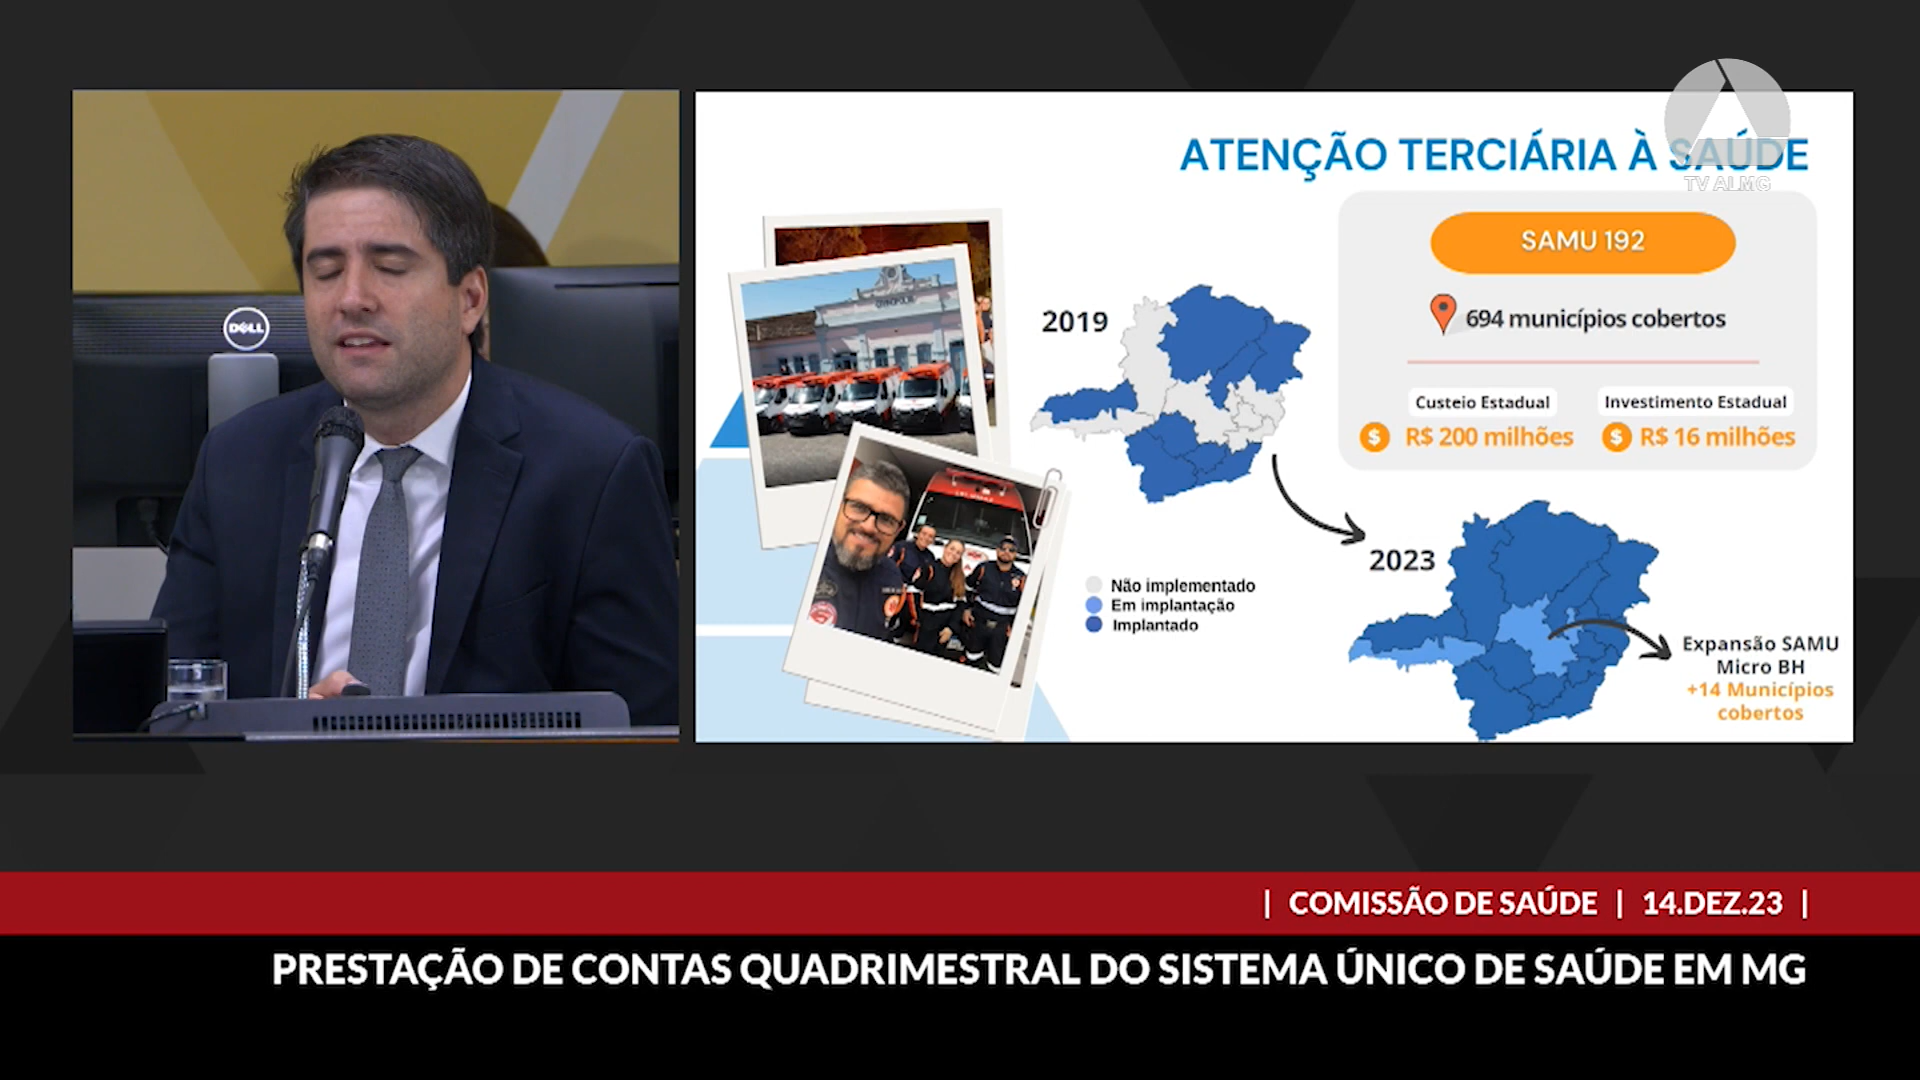 TV ALMG
ATENÇÃO TERCIÁRIA À SAÚDE
SAMU 192
694 municípios cobertos
Custeio Estadual
R$ 200 milhões
Investimento Estadual
R$ 16 milhões
2019
2023
Não implementado
Em implantação
Implantado
Expansão SAMU
Micro BH
+14 Municípios
cobertos
DELL
| COMISSÃO DE SAÚDE | 14.DEZ.23 |
PRESTAÇÃO DE CONTAS QUADRIMESTRAL DO SISTEMA ÚNICO DE SAÚDE EM MG